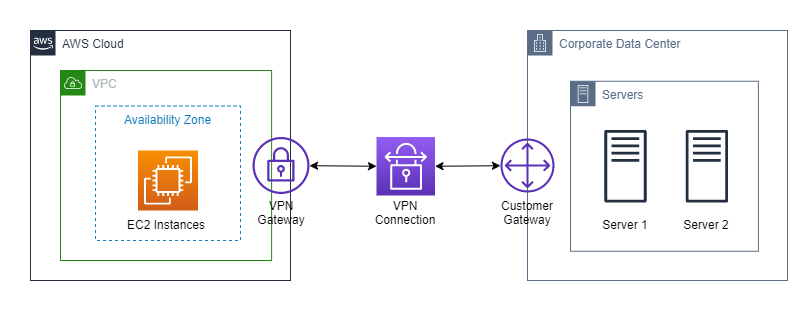 aws
AWS Cloud
VPC
Availability Zone
EC2 Instances
VPN
Gateway
VPN
Connection
Customer
Gateway
Corporate Data Center
Servers
Server 1
Server 2